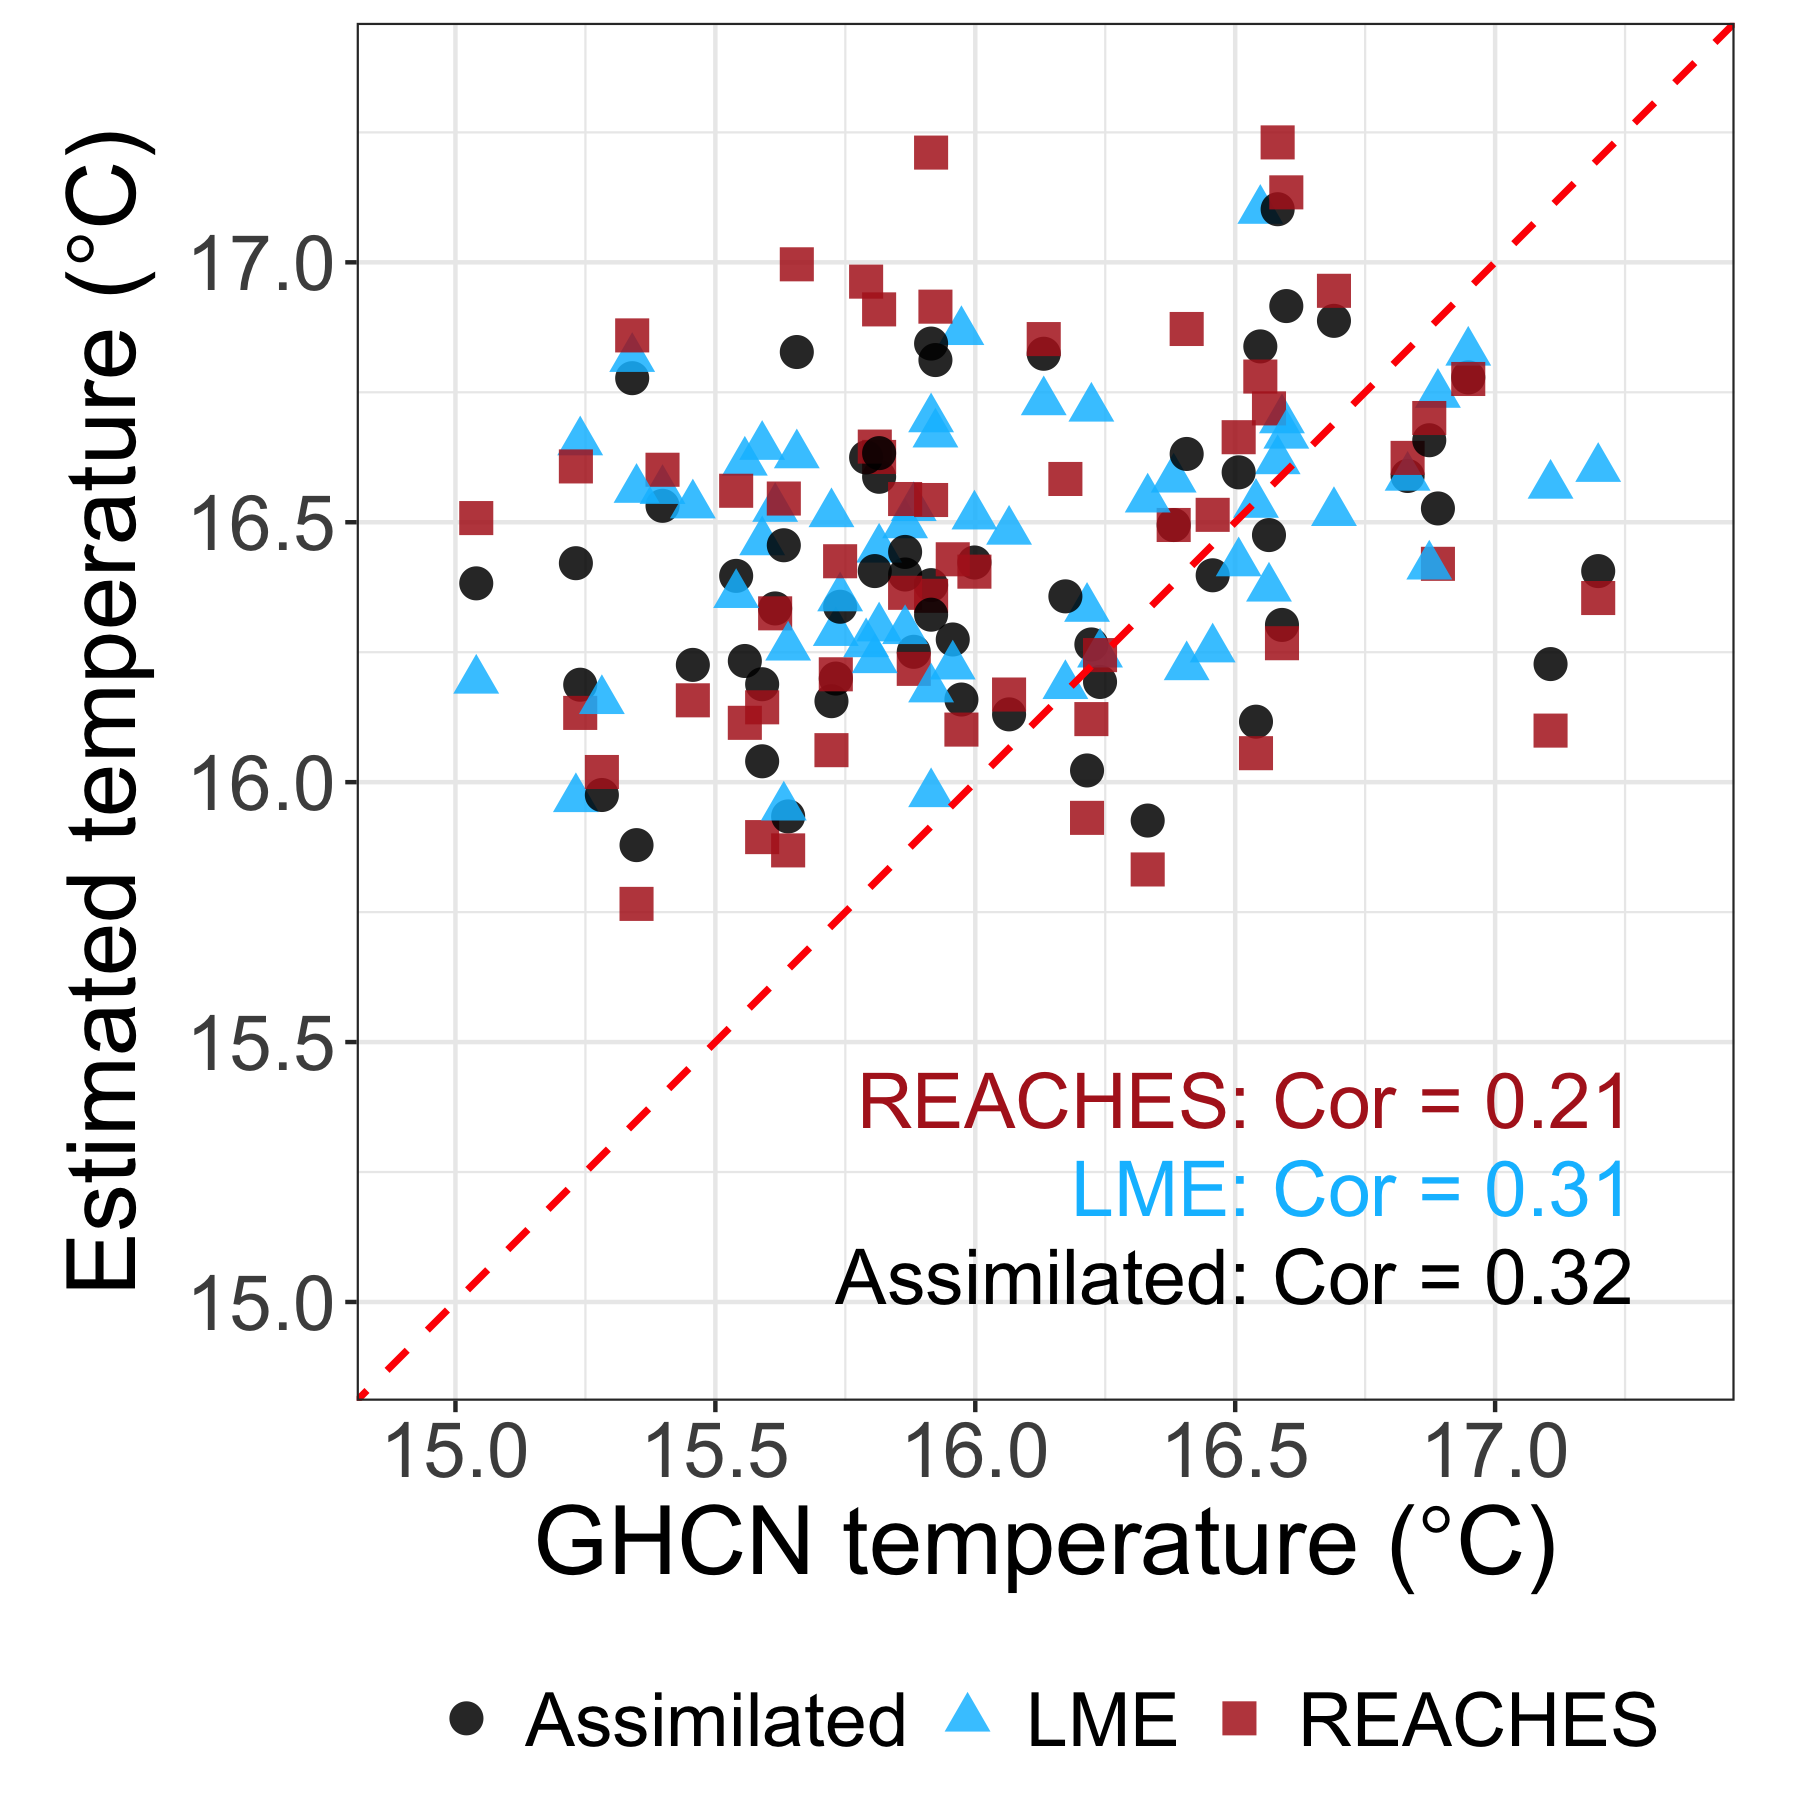 Estimated temperature (°C)
17.0
16.5
16.0
15.5
15.0
REACHES: Cor = 0.21
LME: Cor = 0.31
Assimilated: Cor = 0.32
15.0 15.5 16.0 16.5 17.0
GHCN temperature (°C)
Assimilated LME REACHES